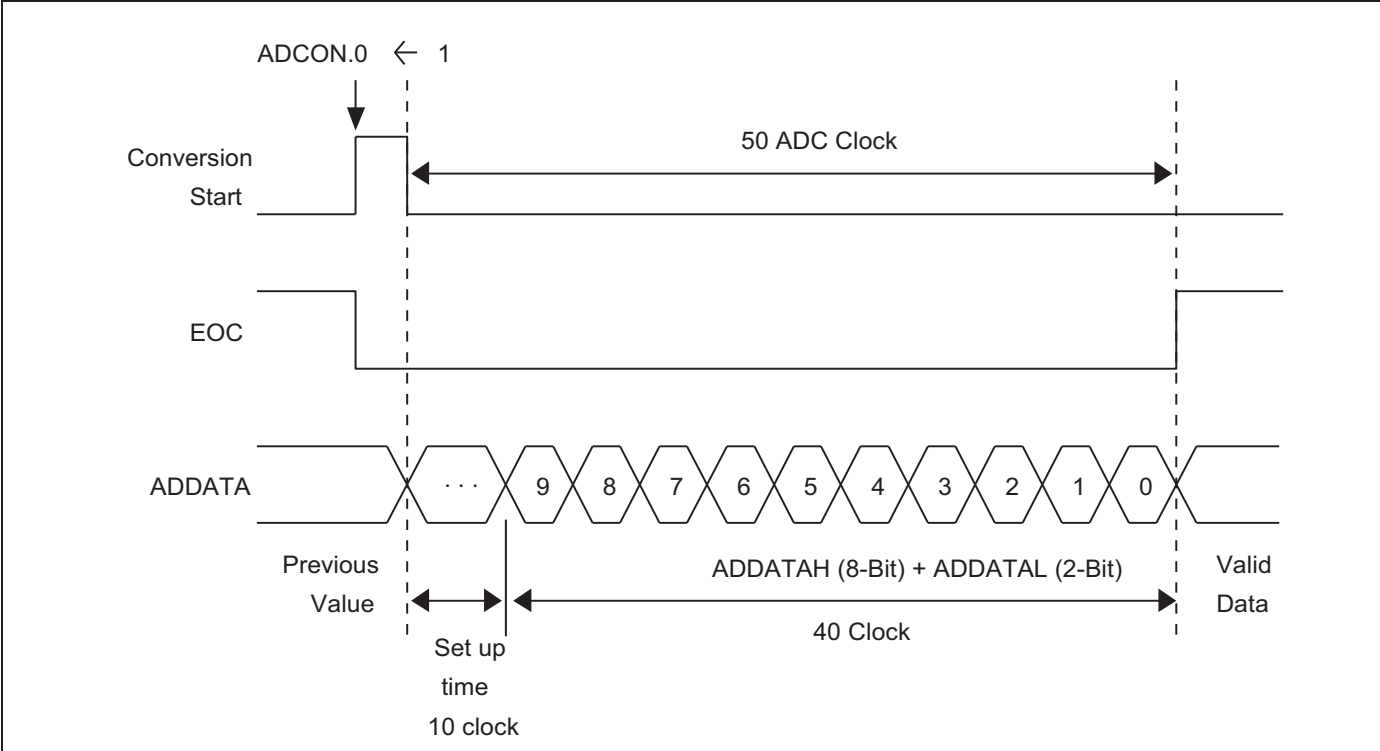 ADCON.0 ← 1
50 ADC Clock
Conversion
Start
EOC
ADDATA
· · · 9 8 7 6 5 4 3 2 1 0
Previous
Value
ADDATAH (8-Bit) + ADDATAL (2-Bit)
Valid
Data
40 Clock
Set up
time
10 clock